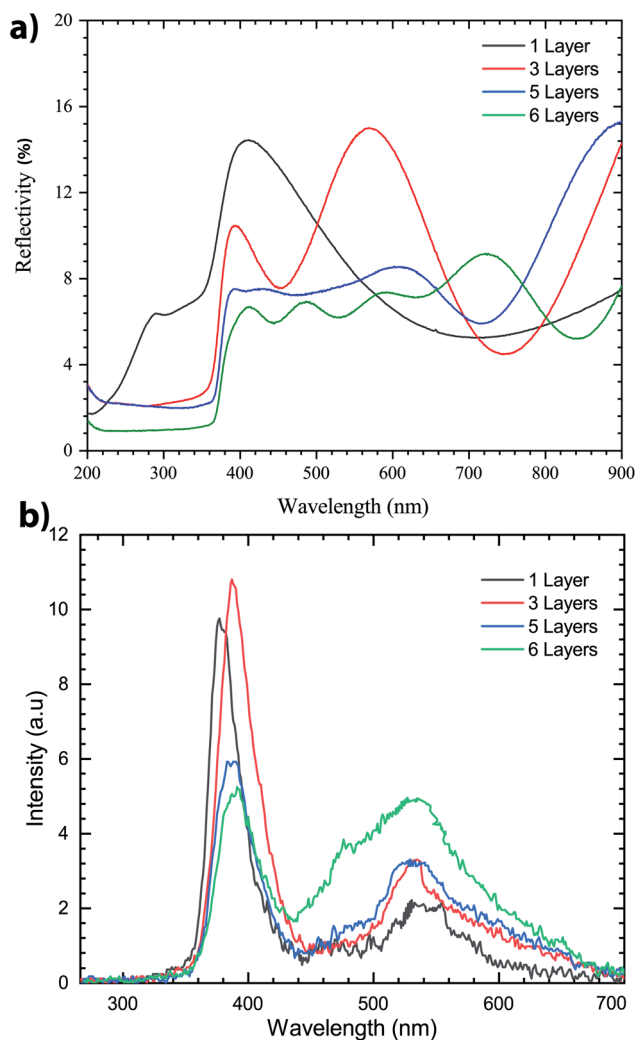 a)
20
16
12
8
4
0
Reflectivity (%)
1 Layer
3 Layers
5 Layers
6 Layers
200 300 400 500 600 700 800 900
Wavelength (nm)
b)
12
10
8
6
4
2
0
Intensity (a.u)
1 Layer
3 Layers
5 Layers
6 Layers
300 400 500 600 700
Wavelength (nm)